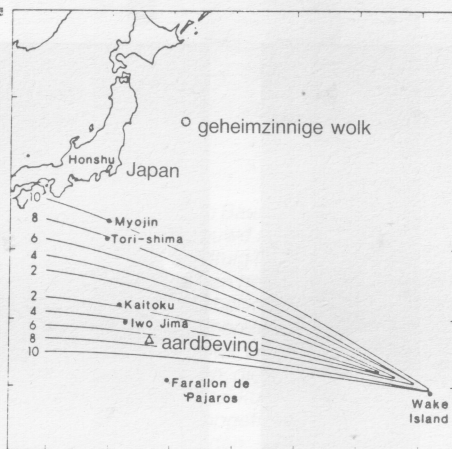 geheimzinnige wolk
Honshu
Japan
10
8
6
4
2
2
4
6
8
10
Myojin
Tori-shima
Kaitoku
Iwo Jima
aardbeving
Farallon de
Pajaros
Wake
Island